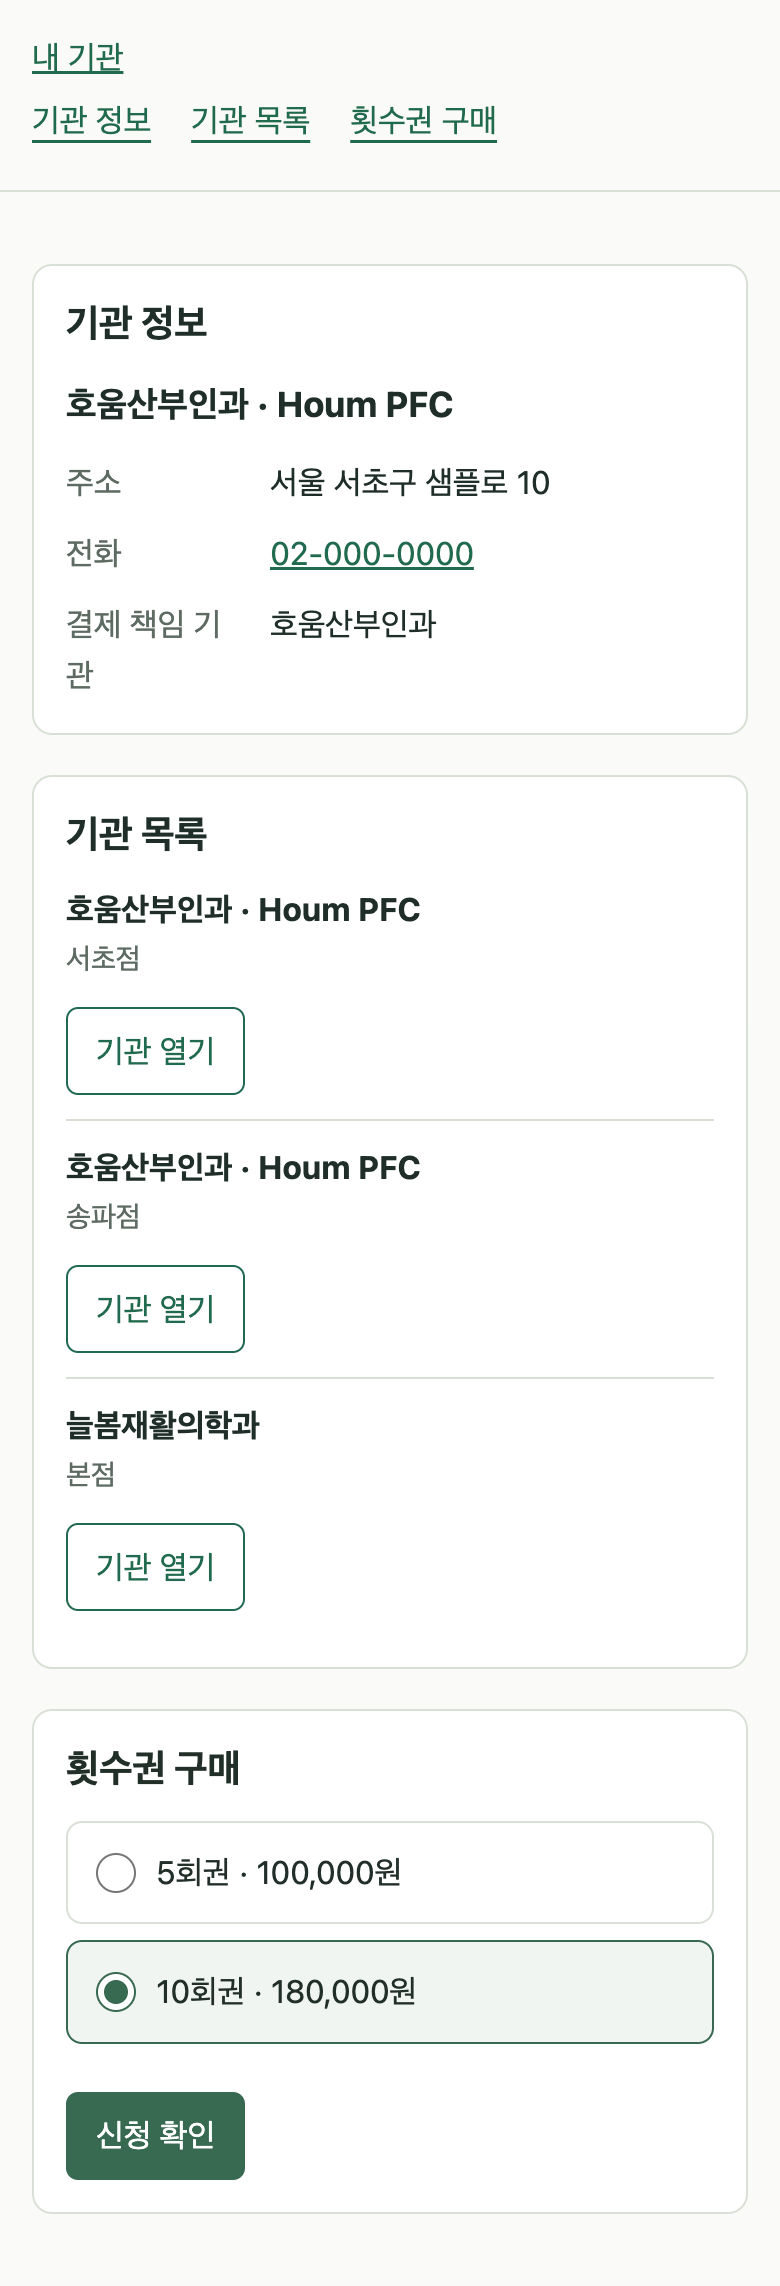 내 기관
기관 정보 기관 목록 횟수권 구매
기관 정보
호움산부인과 · Houm PFC
주소 서울 서초구 샘플로 10
전화 02-000-0000
결제 책임 기관 호움산부인과
기관 목록
호움산부인과 · Houm PFC
서초점
기관 열기
호움산부인과 · Houm PFC
송파점
기관 열기
늘봄재활의학과
본점
기관 열기
횟수권 구매
5회권 · 100,000원
10회권 · 180,000원
신청 확인